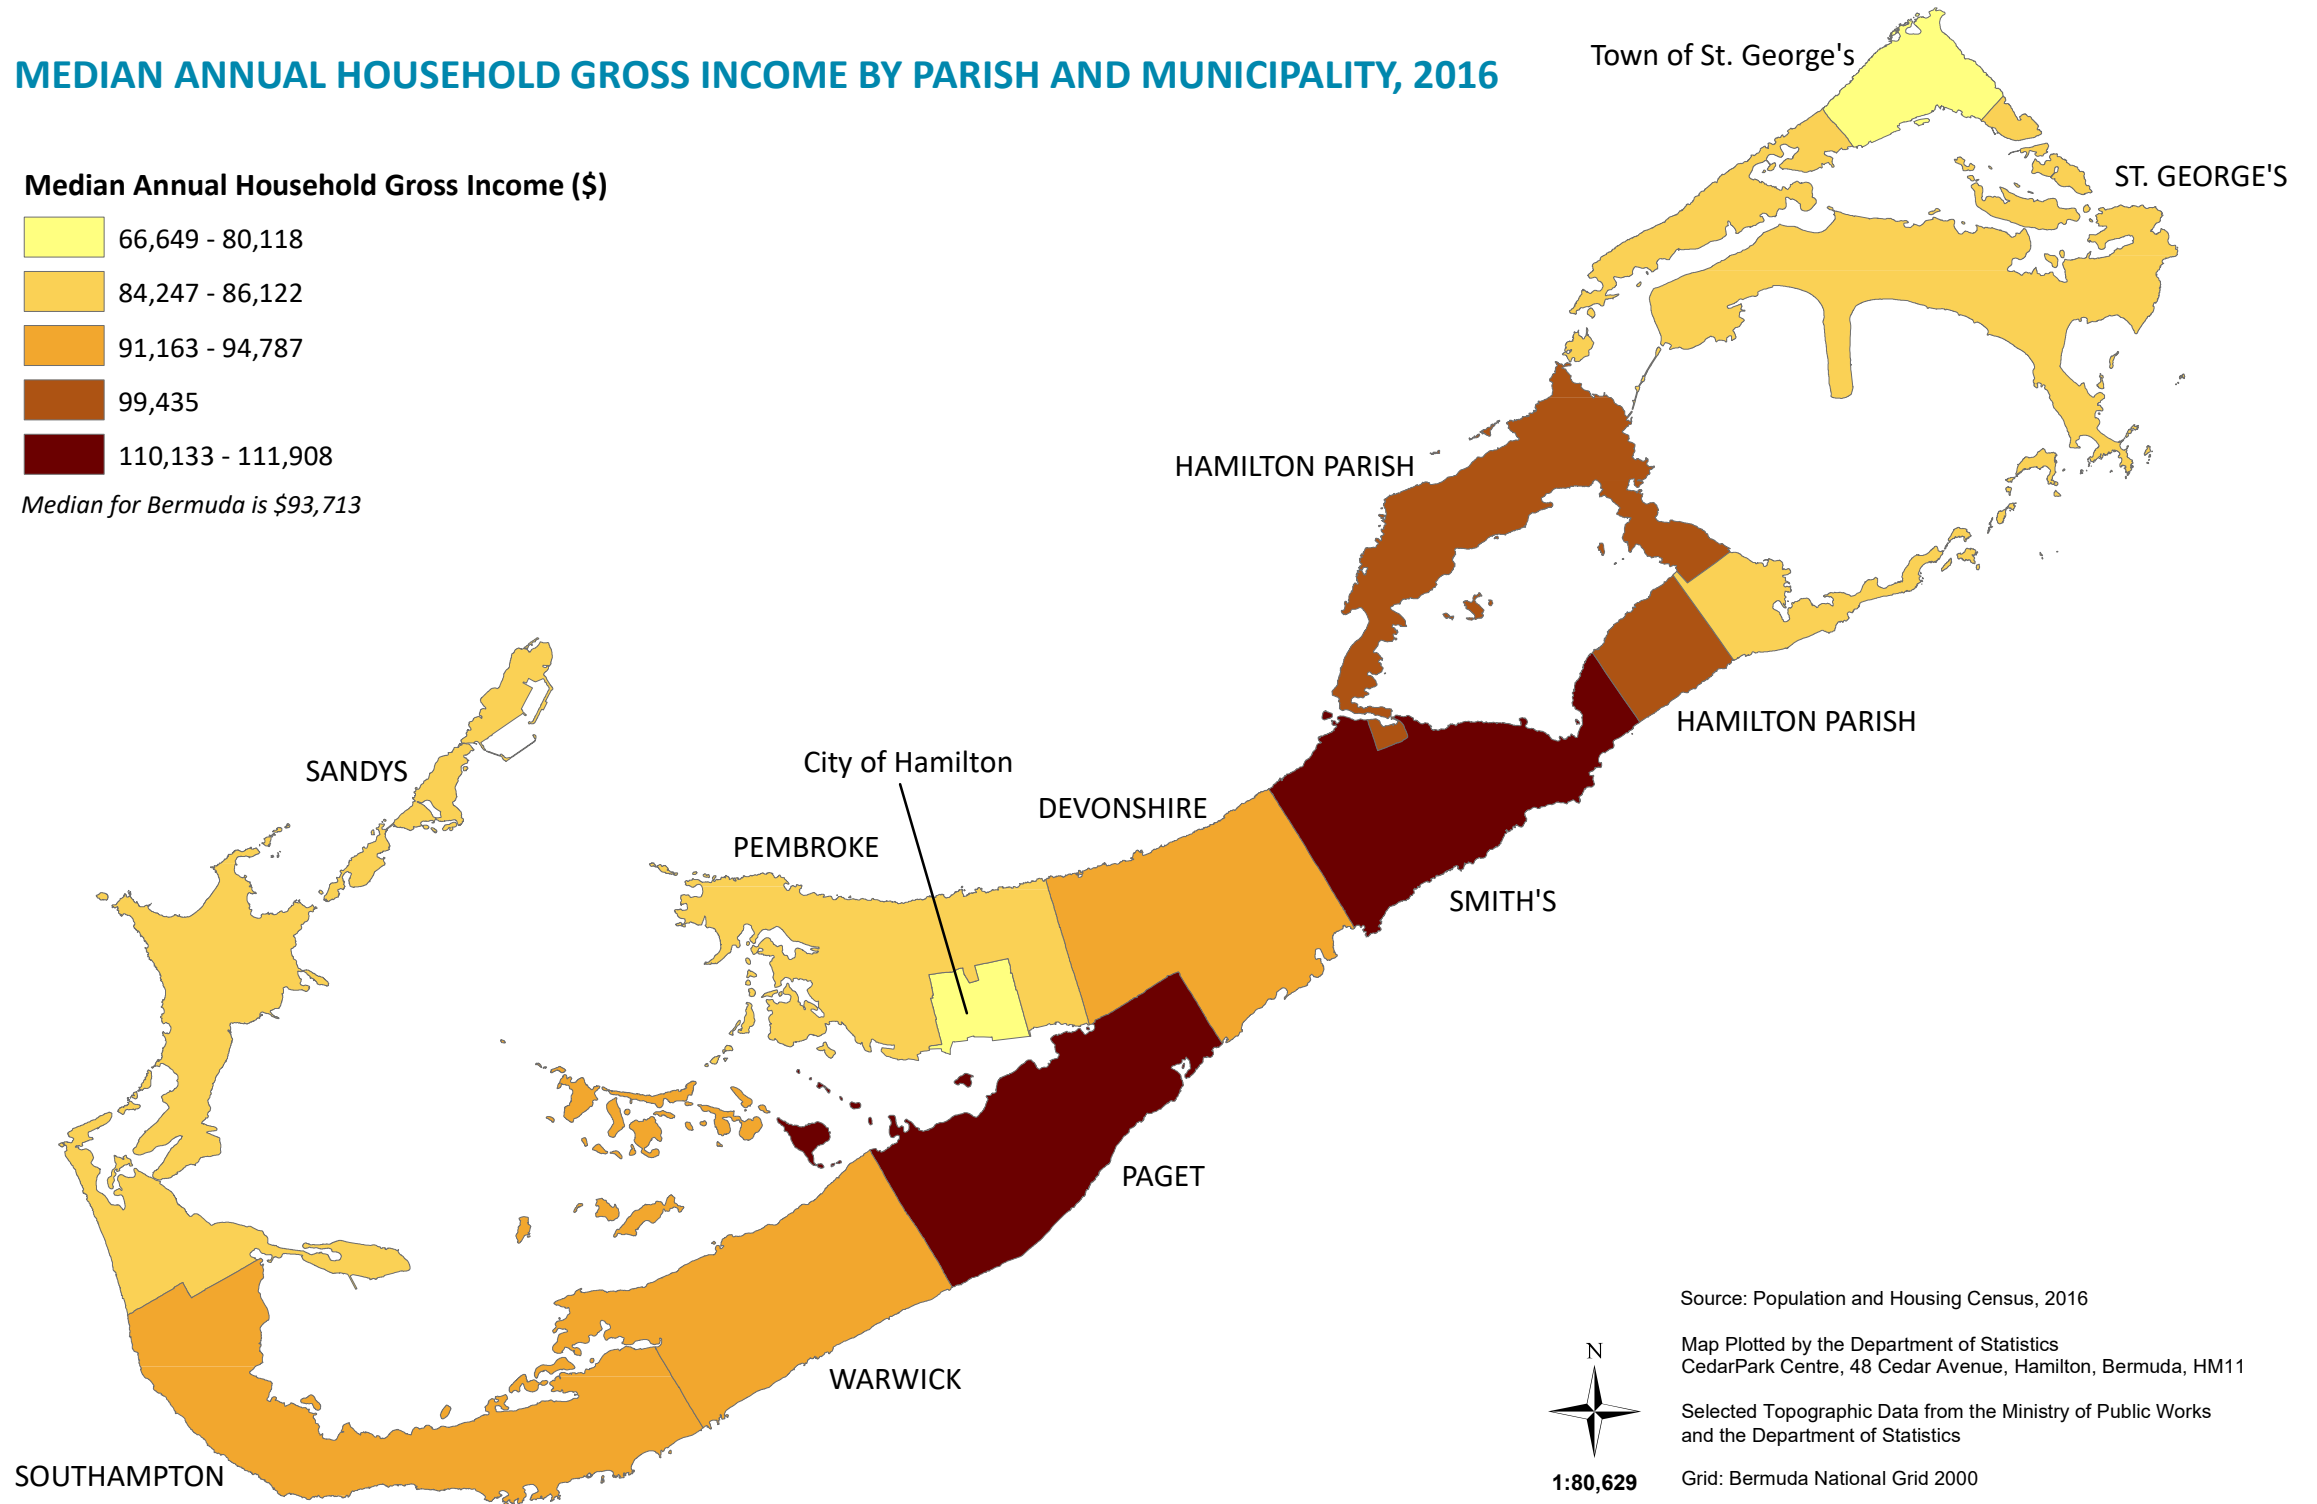 MEDIAN ANNUAL HOUSEHOLD GROSS INCOME BY PARISH AND MUNICIPALITY, 2016
Town of St. George's
ST. GEORGE'S
Median Annual Household Gross Income ($)
66,649 - 80,118
84,247 - 86,122
91,163 - 94,787
99,435
110,133 - 111,908
Median for Bermuda is $93,713
HAMILTON PARISH
HAMILTON PARISH
SANDYS
City of Hamilton
DEVONSHIRE
PEMBROKE
SMITH'S
PAGET
WARWICK
SOUTHAMPTON
Source: Population and Housing Census, 2016
N
Map Plotted by the Department of Statistics
CedarPark Centre, 48 Cedar Avenue, Hamilton, Bermuda, HM11
Selected Topographic Data from the Ministry of Public Works
and the Department of Statistics
1:80,629
Grid: Bermuda National Grid 2000